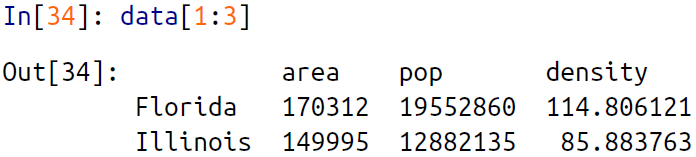 In[34]: data[1:3]
Out[34]: area pop density
Florida 170312 19552860 114.806121
Illinois 149995 12882135 85.883763